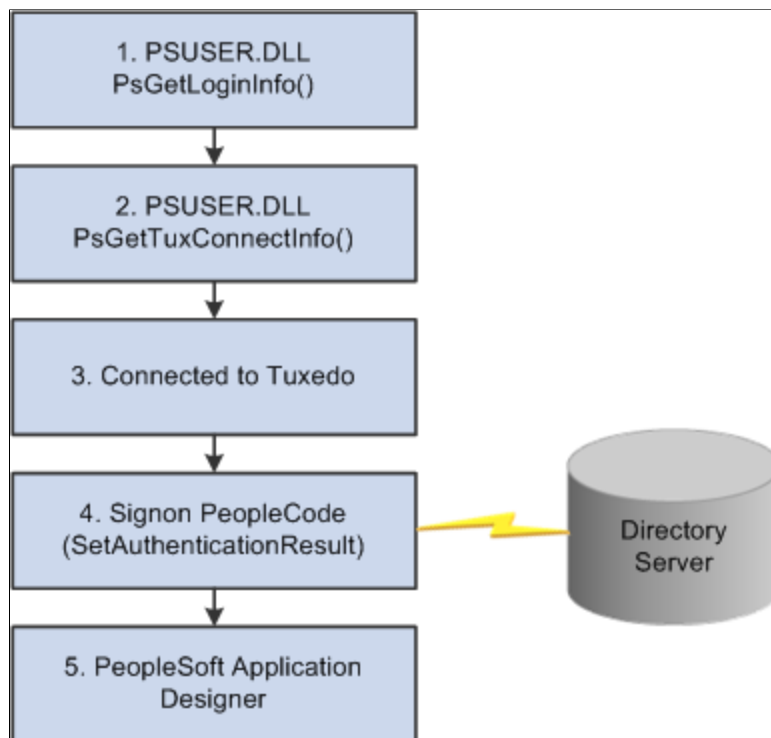 1. PSUSER.DLL
PsGetLoginInfo()
2. PSUSER.DLL
PsGetTuxConnectInfo()
3. Connected to Tuxedo
4. Signon PeopleCode
(SetAuthenticationResult)
Directory
Server
5. PeopleSoft Application
Designer